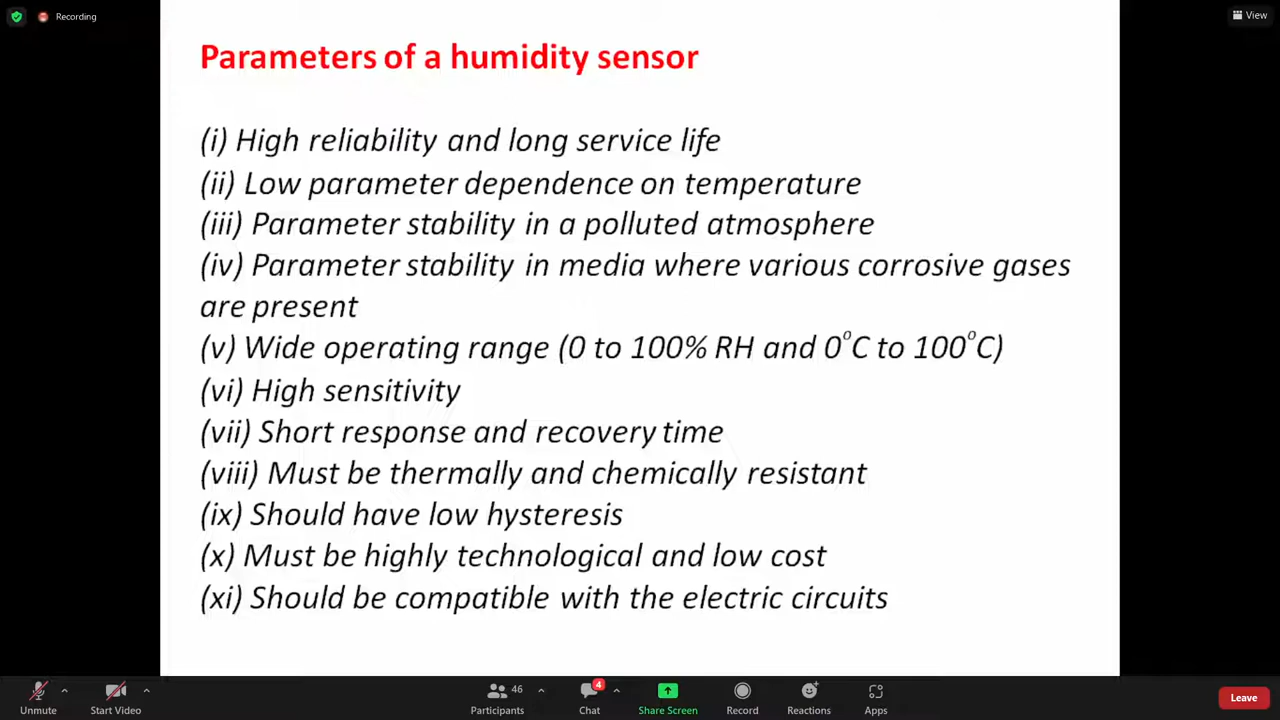 Recording
View
Parameters of a humidity sensor
(i) High reliability and long service life
(ii) Low parameter dependence on temperature
(iii) Parameter stability in a polluted atmosphere
(iv) Parameter stability in media where various corrosive gases
are present
(v) Wide operating range (0 to 100% RH and 0°C to 100°C)
(vi) High sensitivity
(vii) Short response and recovery time
(viii) Must be thermally and chemically resistant
(ix) Should have low hysteresis
(x) Must be highly technological and low cost
(xi) Should be compatible with the electric circuits
46
4
Unmute Start Video Participants Chat Share Screen Record Reactions Apps Leave